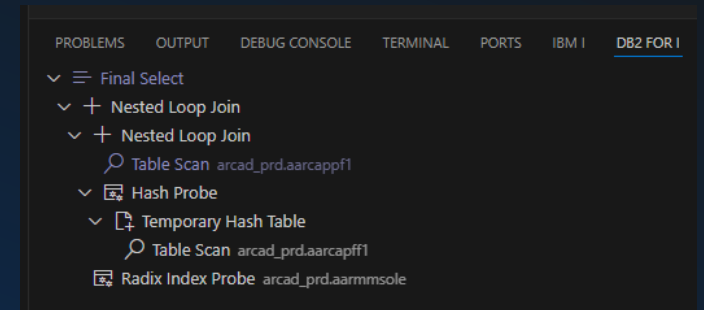 PROBLEMS OUTPUT DEBUG CONSOLE TERMINAL PORTS IBM I DB2 FOR I
Final Select
Nested Loop Join
Nested Loop Join
Table Scan arcad_prd.aarcappf1
Hash Probe
Temporary Hash Table
Table Scan arcad_prd.aarcapff1
Radix Index Probe arcad_prd.aarmmsole